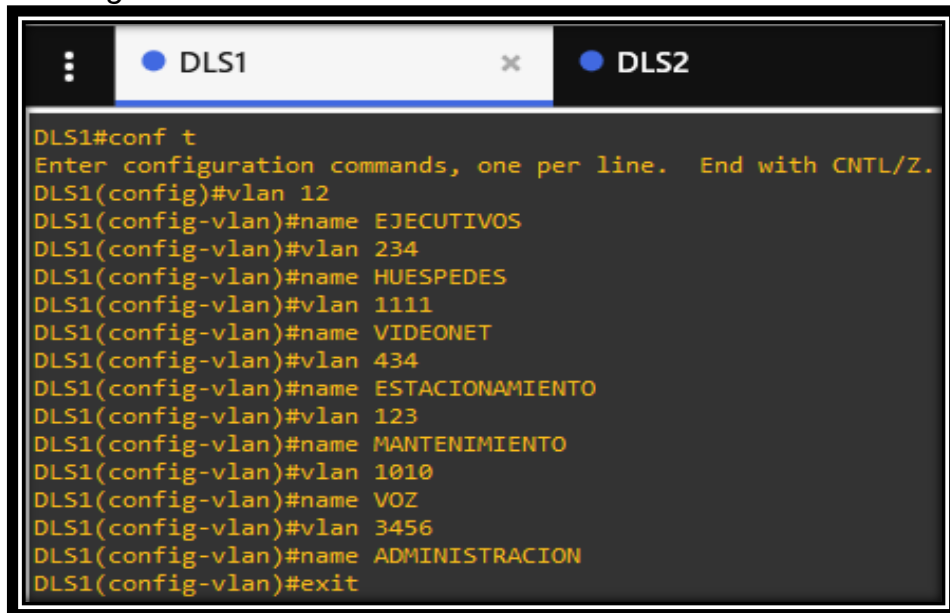 DLS1 DLS2
DLS1#conf t
Enter configuration commands, one per line.  End with CNTL/Z.
DLS1(config)#vlan 12
DLS1(config-vlan)#name EJECUTIVOS
DLS1(config-vlan)#vlan 234
DLS1(config-vlan)#name HUESPEDES
DLS1(config-vlan)#vlan 1111
DLS1(config-vlan)#name VIDEONET
DLS1(config-vlan)#vlan 434
DLS1(config-vlan)#name ESTACIONAMIENTO
DLS1(config-vlan)#vlan 123
DLS1(config-vlan)#name MANTENIMIENTO
DLS1(config-vlan)#vlan 1010
DLS1(config-vlan)#name VOZ
DLS1(config-vlan)#vlan 3456
DLS1(config-vlan)#name ADMINISTRACION
DLS1(config-vlan)#exit